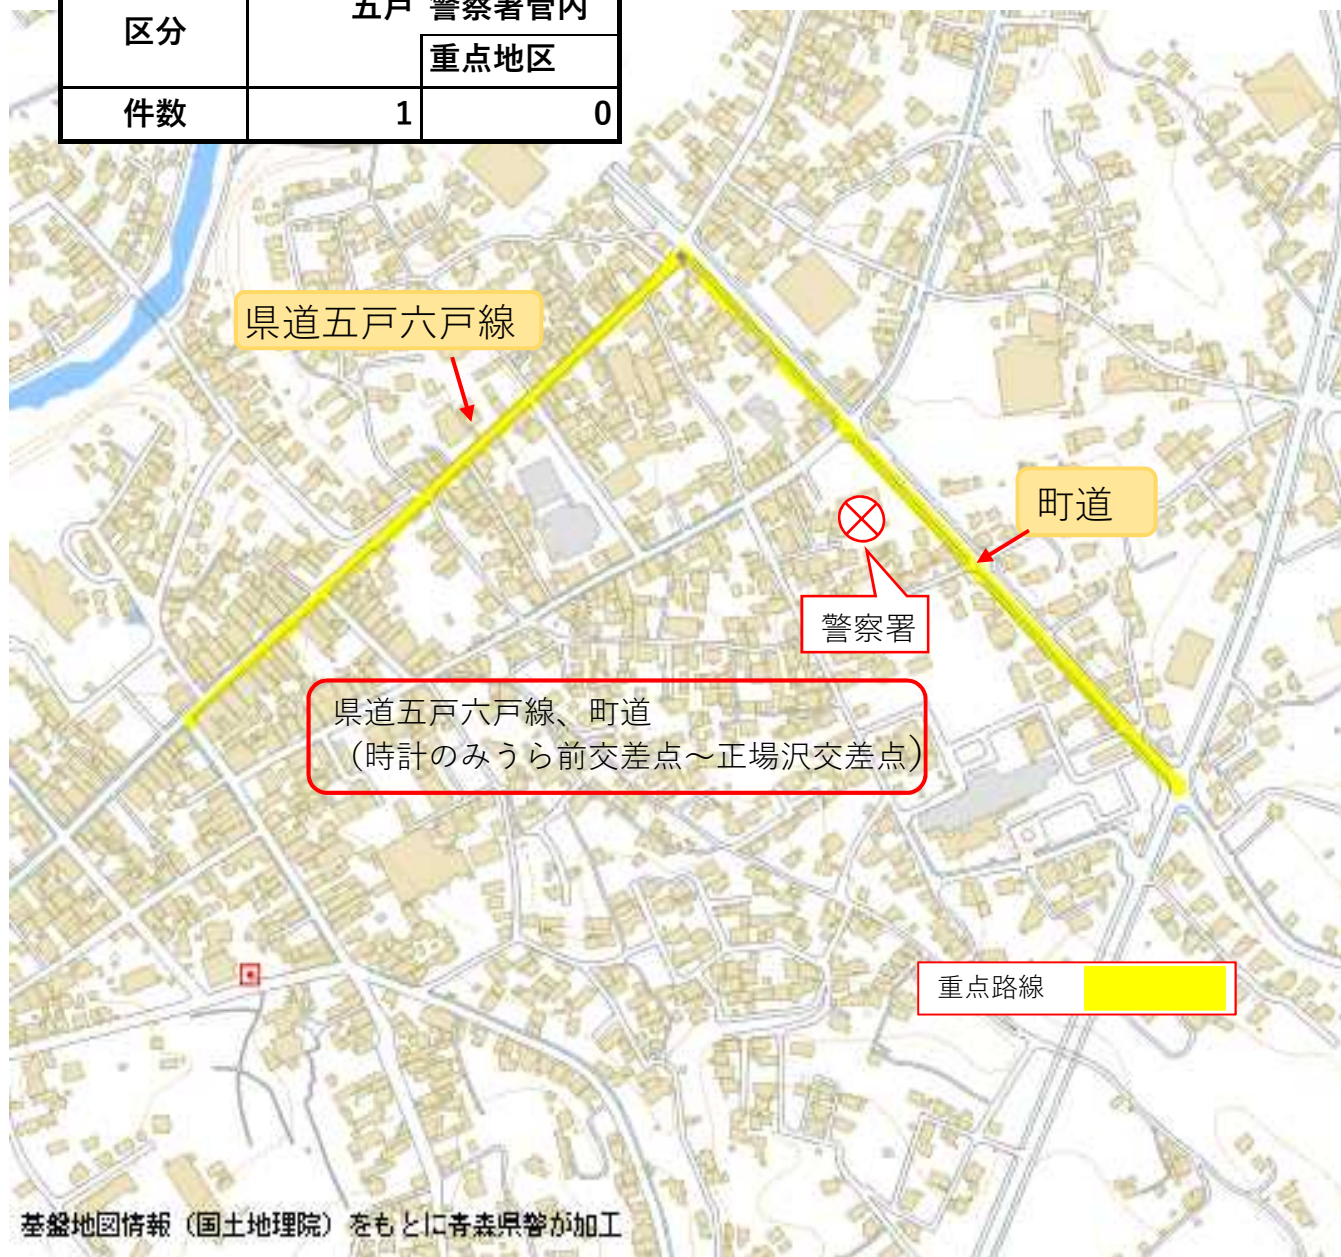 五戸 警察署管内
区分
重点地区
件数 1 0
県道五戸六戸線
町道
警察署
県道五戸六戸線、町道
（時計のみうら前交差点～正場沢交差点）
重点路線
基盤地図情報（国土地理院）をもとに青森県警が加工